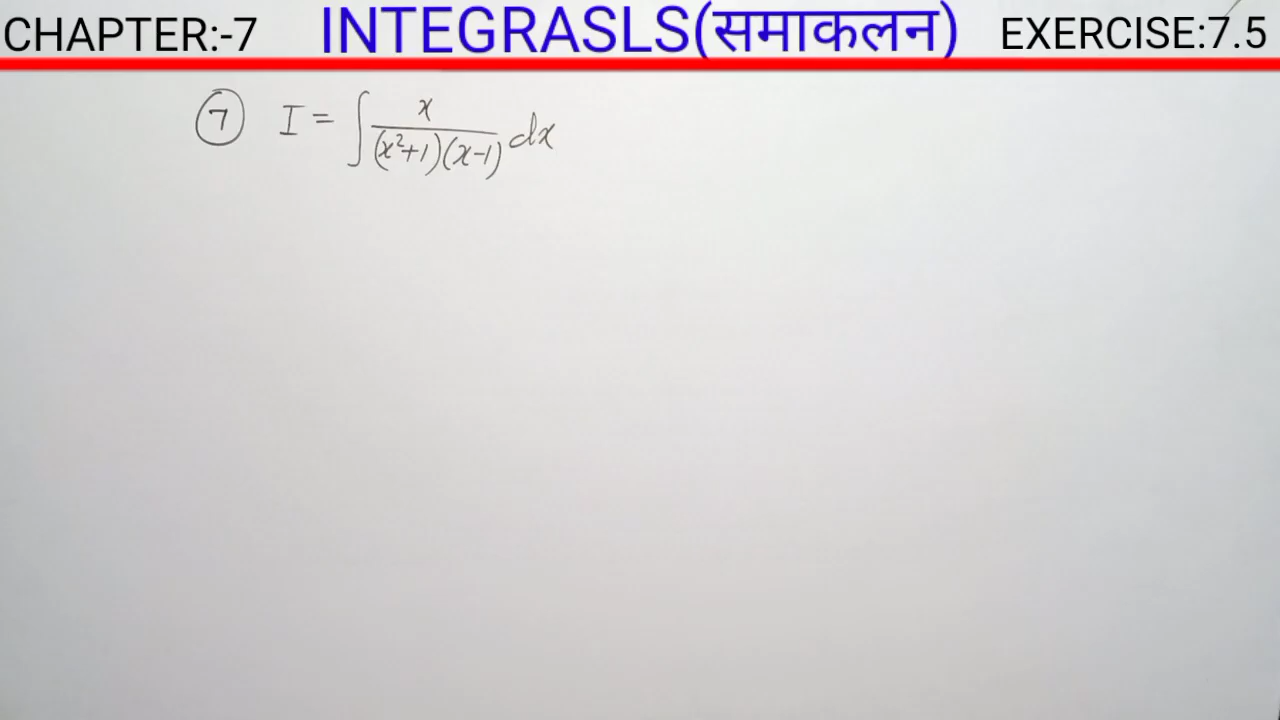 CHAPTER:-7 INTEGRASLS(समाकलन) EXERCISE:7.5
⑦ I = ∫ x/((x²+1)(x-1)) dx